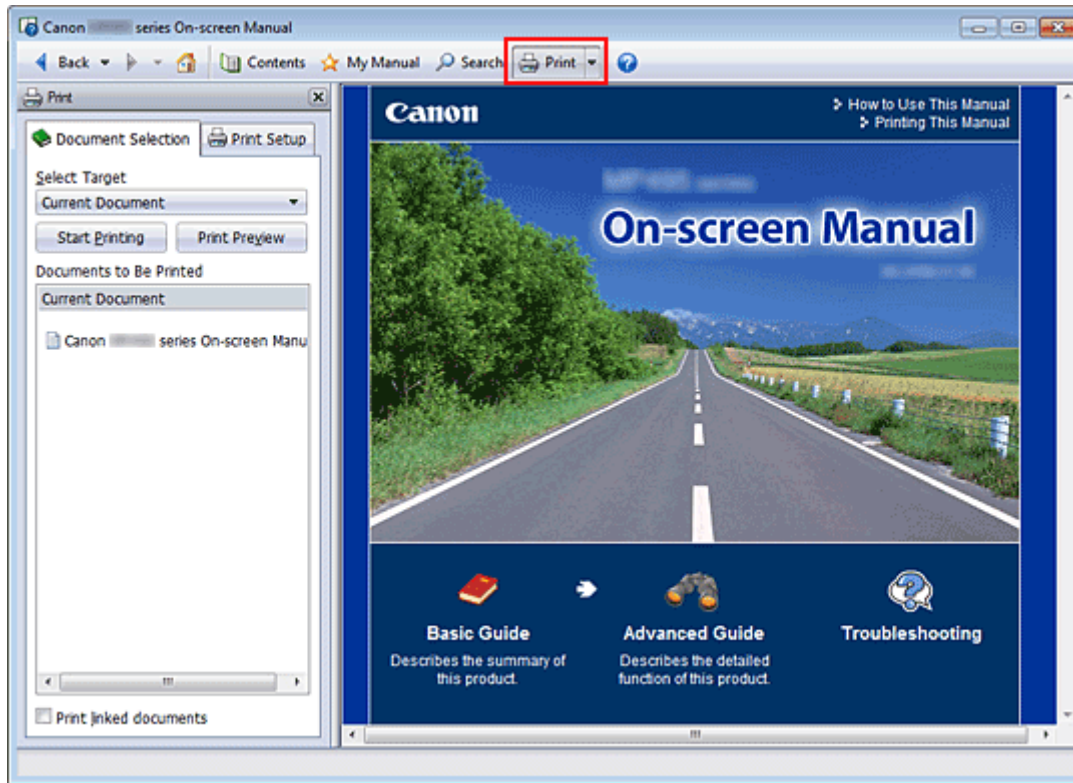 Canon series On-screen Manual
Back Contents My Manual Search Print
Print
Document Selection Print Setup
Select Target
Current Document
Start Printing Print Preview
Documents to Be Printed
Current Document
Canon series On-screen Manu
Print linked documents
Canon
How to Use This Manual
Printing This Manual
series
On-screen Manual
Basic Guide
Describes the summary of
this product.
Advanced Guide
Describes the detailed
function of this product.
Troubleshooting